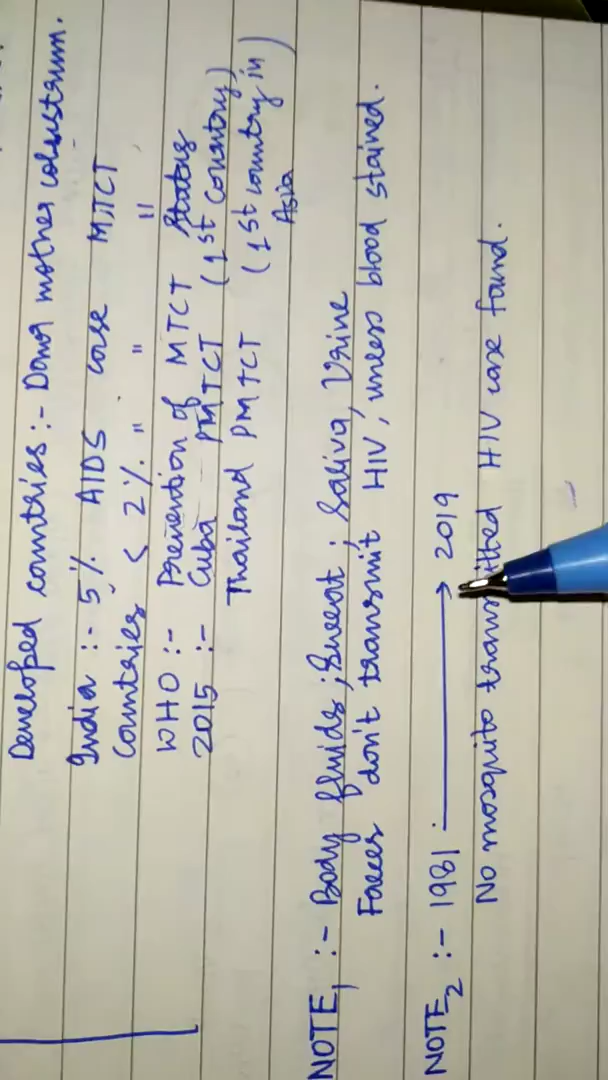 Developed countries :- Donor mother colustrum.
India :- 5% AIDS case MTCT
Countries < 2% " " "
WHO :- Prevention of MTCT Status
2015 :- Cuba PMTCT (1st Country)
Thailand PMTCT (1st country in Asia)
NOTE1 :- Body fluids ; Sweat ; Saliva, Urine
Faeces don't transmit HIV, unless blood stained.
NOTE2 :- 1981 → 2019
No mosquito transmitted HIV case found.